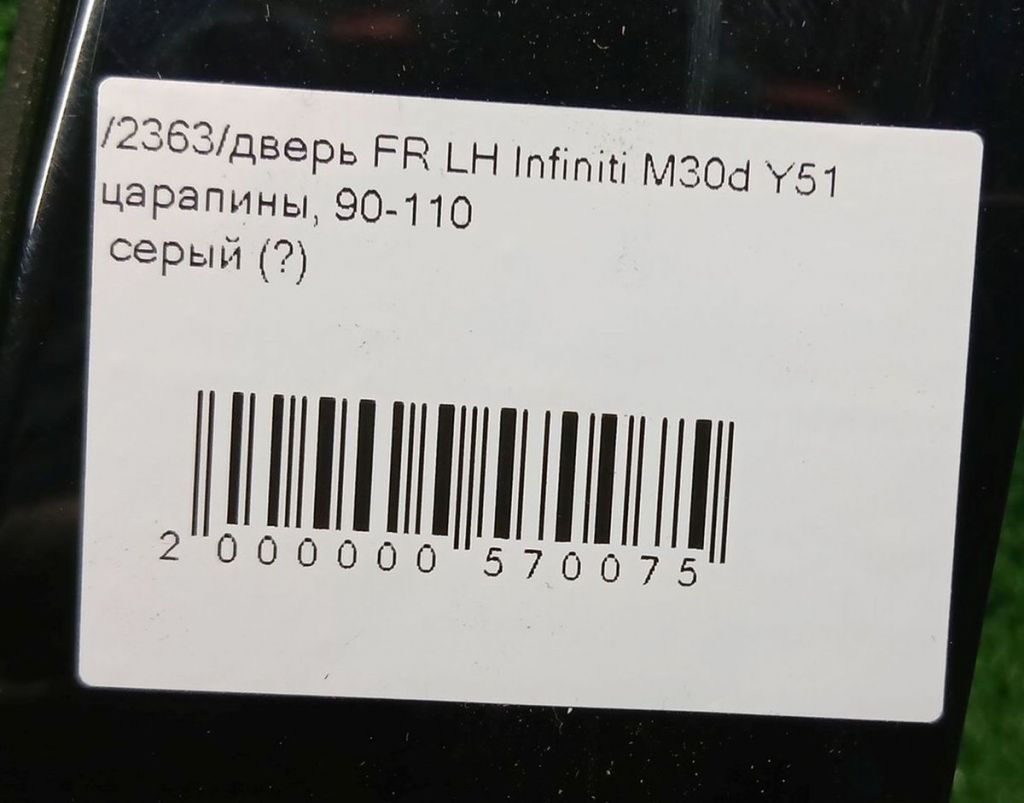 /2363/дверь FR LH Infiniti M30d Y51
царапины, 90-110
серый (?)
2 000000 570075